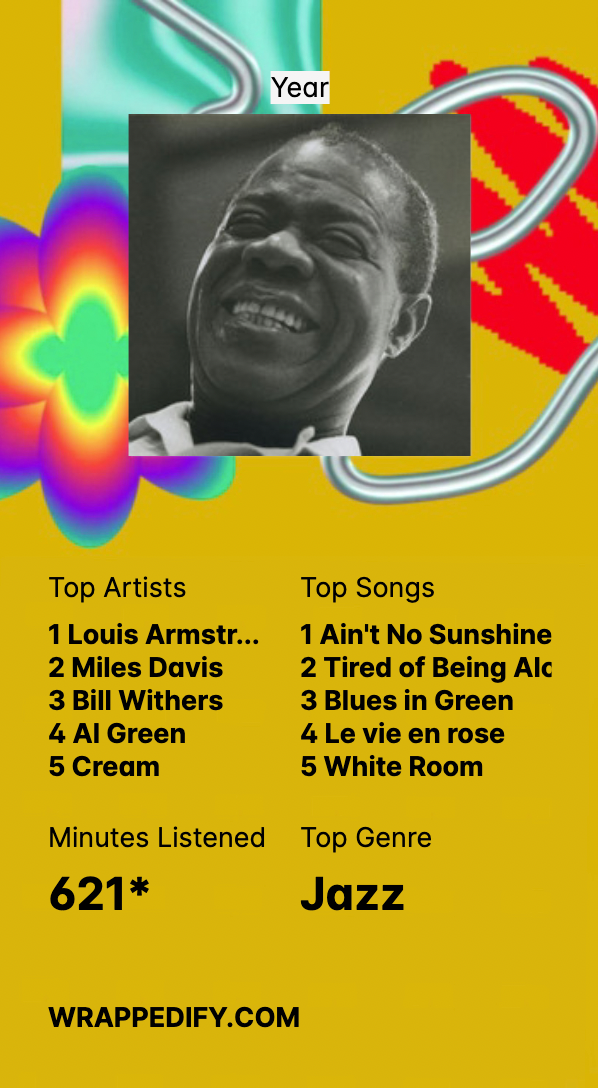 Year
Top Artists
1 Louis Armstr...
2 Miles Davis
3 Bill Withers
4 Al Green
5 Cream
Top Songs
1 Ain't No Sunshine
2 Tired of Being Alc
3 Blues in Green
4 Le vie en rose
5 White Room
Minutes Listened
621*
Top Genre
Jazz
WRAPPEDIFY.COM